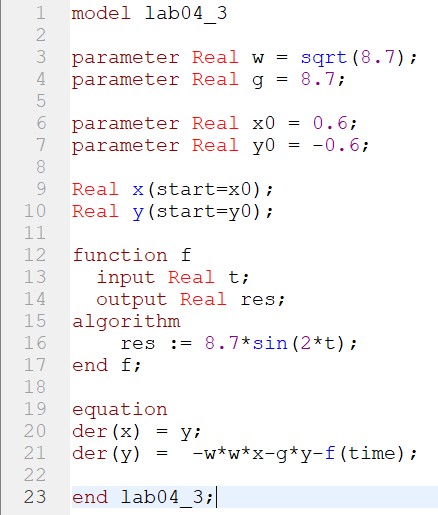 1 model lab04_3
2
3 parameter Real w = sqrt(8.7);
4 parameter Real g = 8.7;
5
6 parameter Real x0 = 0.6;
7 parameter Real y0 = -0.6;
8
9 Real x(start=x0);
10 Real y(start=y0);
11
12 function f
13   input Real t;
14   output Real res;
15 algorithm
16     res := 8.7*sin(2*t);
17 end f;
18
19 equation
20 der(x) = y;
21 der(y) =  -w*w*x-g*y-f(time);
22
23 end lab04_3;